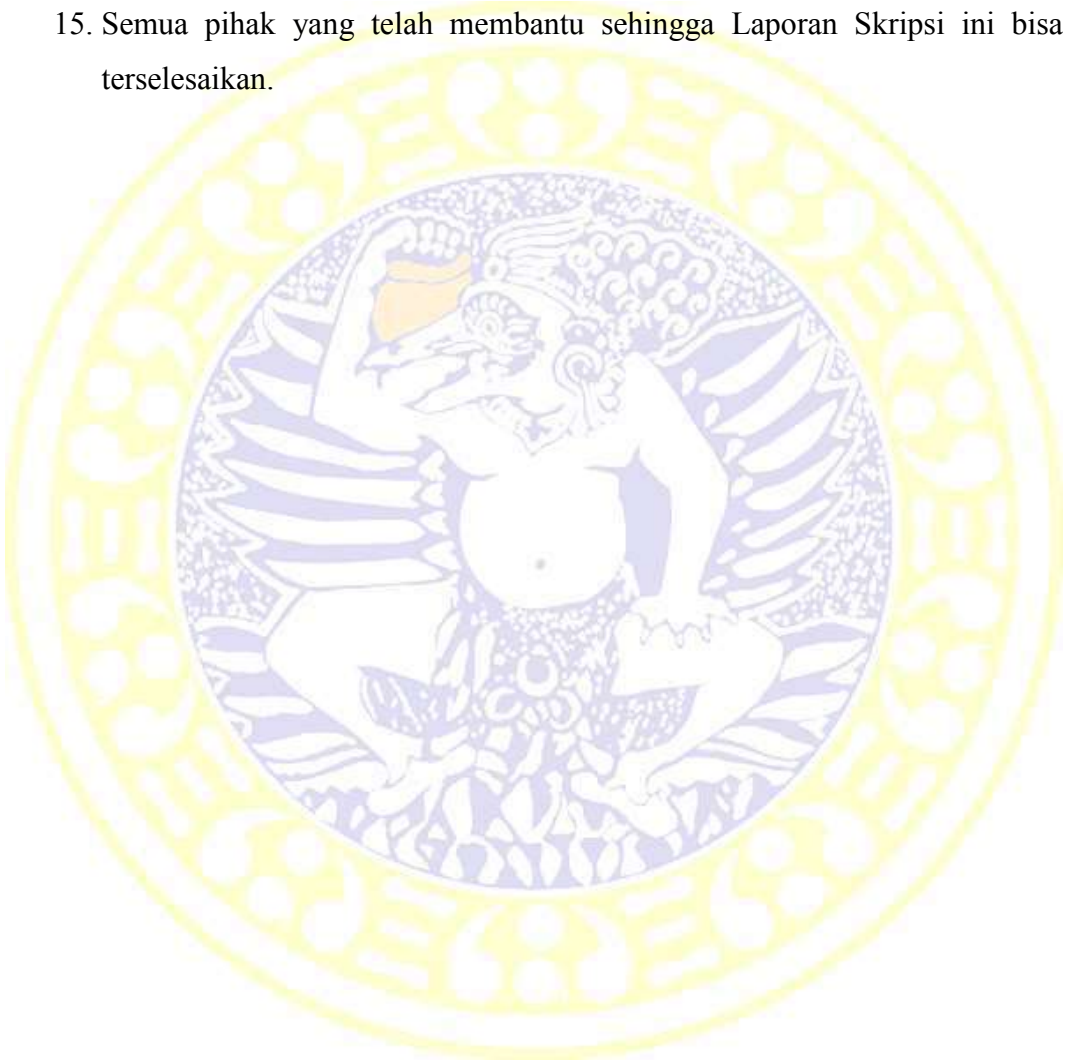 15. Semua pihak yang telah membantu sehingga Laporan Skripsi ini bisa
terselesaikan.